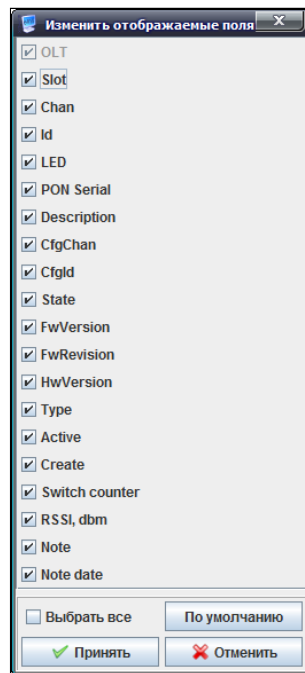 Изменить отображаемые поля
OLT
Slot
Chan
Id
LED
PON Serial
Description
CfgChan
CfgId
State
FwVersion
FwRevision
HwVersion
Type
Active
Create
Switch counter
RSSI, dbm
Note
Note date
Выбрать все По умолчанию
Принять Отменить